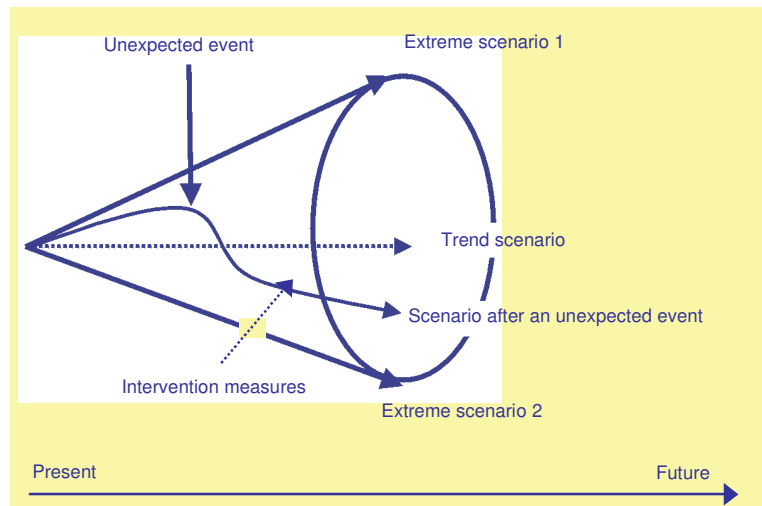 Unexpected event
Extreme scenario 1
Trend scenario
Scenario after an unexpected event
Intervention measures
Extreme scenario 2
Present
Future